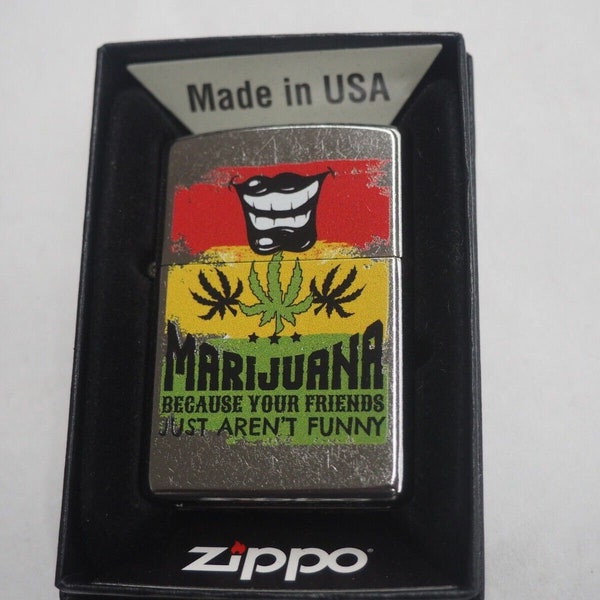 Made in USA
MARIJUANA
BECAUSE YOUR FRIENDS
JUST AREN'T FUNNY
zippo